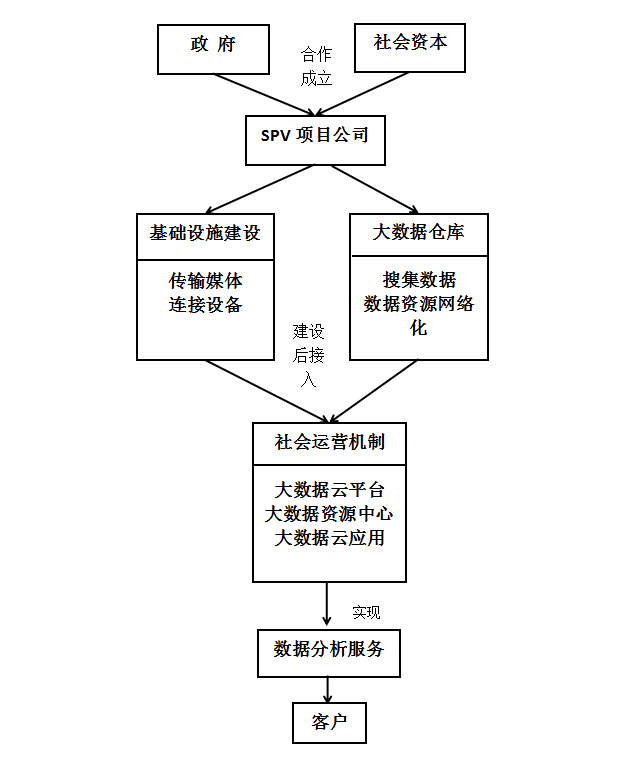 政 府
社会资本
合作
成立
SPV 项目公司
基础设施建设
传输媒体
连接设备
大数据仓库
搜集数据
数据资源网络
化
建设
后接
入
社会运营机制
大数据云平台
大数据资源中心
大数据云应用
实现
数据分析服务
客户